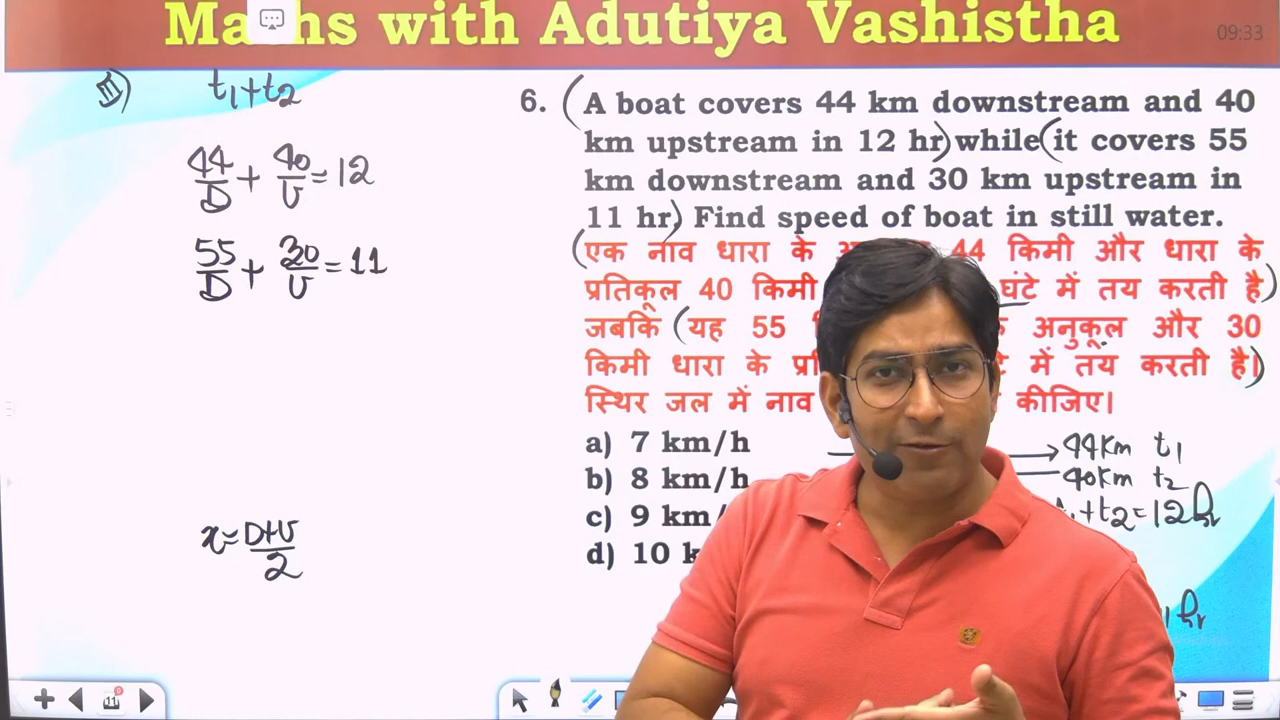 Maths with Adutiya Vashistha
09:33
t₁+t₂
44/D + 40/U = 12
55/D + 30/U = 11
x = D+U/2
6. (A boat covers 44 km downstream and 40
km upstream in 12 hr) while (it covers 55
km downstream and 30 km upstream in
11 hr) Find speed of boat in still water.
(एक नाव धारा के 44 किमी और धारा के
प्रतिकूल 40 किमी घंटे में तय करती है)
जबकि (यह 55 अनुकूल और 30
किमी धारा के में तय करती है।)
स्थिर जल में नाव कीजिए।
a) 7 km/h
b) 8 km/h
c) 9 km/
d) 10 k
44km t₁
40km t₂
+t₂=12hr
hr
11